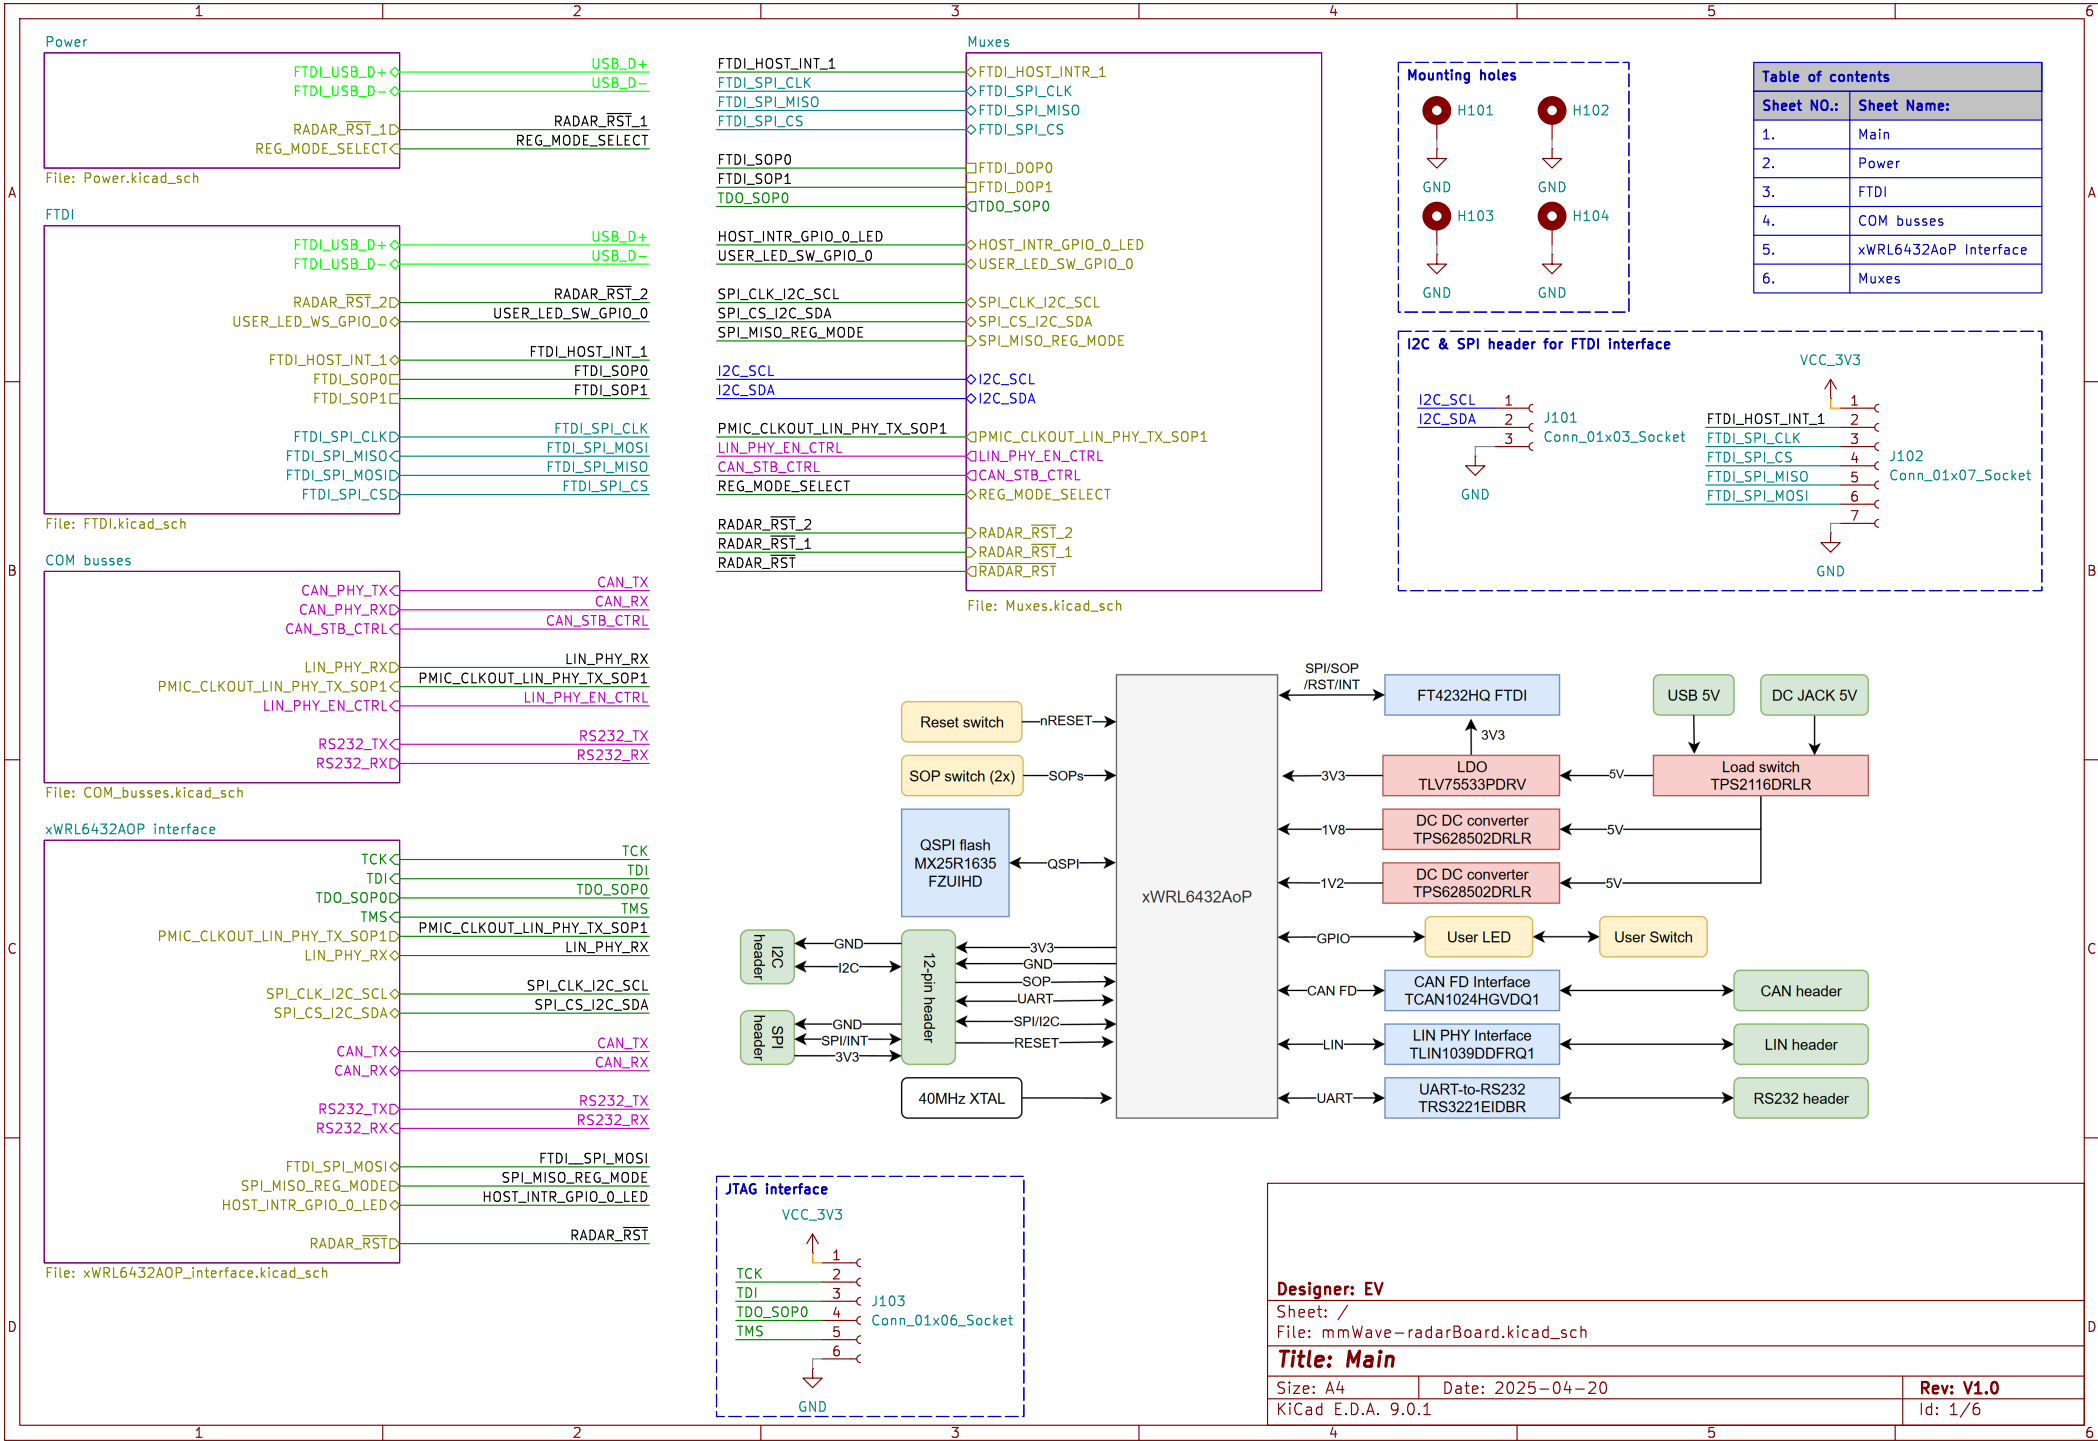 1 2 3 4 5 6
Power
FTDI_USB_D+ USB_D+
FTDI_USB_D- USB_D-
RADAR_RST_1 RADAR_RST_1
REG_MODE_SELECT REG_MODE_SELECT
File: Power.kicad_sch
A
FTDI
FTDI_USB_D+ USB_D+
FTDI_USB_D- USB_D-
RADAR_RST_2 RADAR_RST_2
USER_LED_WS_GPIO_0 USER_LED_SW_GPIO_0
FTDI_HOST_INT_1 FTDI_HOST_INT_1
FTDI_SOP0 FTDI_SOP0
FTDI_SOP1 FTDI_SOP1
FTDI_SPI_CLK FTDI_SPI_CLK
FTDI_SPI_MISO FTDI_SPI_MOSI
FTDI_SPI_MOSI FTDI_SPI_MISO
FTDI_SPI_CS FTDI_SPI_CS
File: FTDI.kicad_sch
COM busses
B
CAN_PHY_TX CAN_TX
CAN_PHY_RX CAN_RX
CAN_STB_CTRL CAN_STB_CTRL
LIN_PHY_RX LIN_PHY_RX
PMIC_CLKOUT_LIN_PHY_TX_SOP1 PMIC_CLKOUT_LIN_PHY_TX_SOP1
LIN_PHY_EN_CTRL LIN_PHY_EN_CTRL
RS232_TX RS232_TX
RS232_RX RS232_RX
File: COM_busses.kicad_sch
xWRL6432AOP interface
TCK TCK
TDI TDI
TDO_SOP0 TDO_SOP0
TMS TMS
PMIC_CLKOUT_LIN_PHY_TX_SOP1 PMIC_CLKOUT_LIN_PHY_TX_SOP1
LIN_PHY_RX LIN_PHY_RX
C
SPI_CLK_I2C_SCL SPI_CLK_I2C_SCL
SPI_CS_I2C_SDA SPI_CS_I2C_SDA
CAN_TX CAN_TX
CAN_RX CAN_RX
RS232_TX RS232_TX
RS232_RX RS232_RX
FTDI_SPI_MOSI FTDI__SPI_MOSI
SPI_MISO_REG_MODE SPI_MISO_REG_MODE
HOST_INTR_GPIO_0_LED HOST_INTR_GPIO_0_LED
RADAR_RST RADAR_RST
File: xWRL6432AOP_interface.kicad_sch
D
Muxes
FTDI_HOST_INT_1 FTDI_HOST_INTR_1
FTDI_SPI_CLK FTDI_SPI_CLK
FTDI_SPI_MISO FTDI_SPI_MISO
FTDI_SPI_CS FTDI_SPI_CS
FTDI_SOP0 FTDI_DOP0
FTDI_SOP1 FTDI_DOP1
TDO_SOP0 TDO_SOP0
HOST_INTR_GPIO_0_LED HOST_INTR_GPIO_0_LED
USER_LED_SW_GPIO_0 USER_LED_SW_GPIO_0
SPI_CLK_I2C_SCL SPI_CLK_I2C_SCL
SPI_CS_I2C_SDA SPI_CS_I2C_SDA
SPI_MISO_REG_MODE SPI_MISO_REG_MODE
I2C_SCL I2C_SCL
I2C_SDA I2C_SDA
PMIC_CLKOUT_LIN_PHY_TX_SOP1 PMIC_CLKOUT_LIN_PHY_TX_SOP1
LIN_PHY_EN_CTRL LIN_PHY_EN_CTRL
CAN_STB_CTRL CAN_STB_CTRL
REG_MODE_SELECT REG_MODE_SELECT
RADAR_RST_2 RADAR_RST_2
RADAR_RST_1 RADAR_RST_1
RADAR_RST RADAR_RST
File: Muxes.kicad_sch
Mounting holes
H101 H102
GND GND
H103 H104
GND GND
Table of contents
Sheet NO.: Sheet Name:
1. Main
2. Power
3. FTDI
4. COM busses
5. xWRL6432AoP Interface
6. Muxes
A
I2C & SPI header for FTDI interface
I2C_SCL 1
I2C_SDA 2
3
J101
Conn_01x03_Socket
GND
VCC_3V3
1
FTDI_HOST_INT_1 2
FTDI_SPI_CLK 3
FTDI_SPI_CS 4
FTDI_SPI_MISO 5
FTDI_SPI_MOSI 6
7
J102
Conn_01x07_Socket
GND
B
Reset switch nRESET
SOP switch (2x) SOPs
QSPI flash
MX25R1635
FZUIHD
QSPI
xWRL6432AoP
I2C
header
GND
I2C
SPI
header
GND
SPI/INT
3V3
12-pin header
3V3
GND
SOP
UART
SPI/I2C
RESET
40MHz XTAL
SPI/SOP
/RST/INT
FT4232HQ FTDI
3V3
USB 5V
DC JACK 5V
3V3
LDO
TLV75533PDRV
5V
Load switch
TPS2116DRLR
1V8
DC DC converter
TPS628502DRLR
5V
1V2
DC DC converter
TPS628502DRLR
5V
GPIO
User LED
User Switch
CAN FD
CAN FD Interface
TCAN1024HGVDQ1
CAN header
LIN
LIN PHY Interface
TLIN1039DDFRQ1
LIN header
UART
UART-to-RS232
TRS3221EIDBR
RS232 header
C
JTAG interface
VCC_3V3
1
TCK 2
TDI 3
TDO_SOP0 4
TMS 5
6
J103
Conn_01x06_Socket
GND
Designer: EV
Sheet: /
File: mmWave-radarBoard.kicad_sch
Title: Main
Size: A4 Date: 2025-04-20 Rev: V1.0
KiCad E.D.A. 9.0.1 Id: 1/6
D
1 2 3 4 5 6